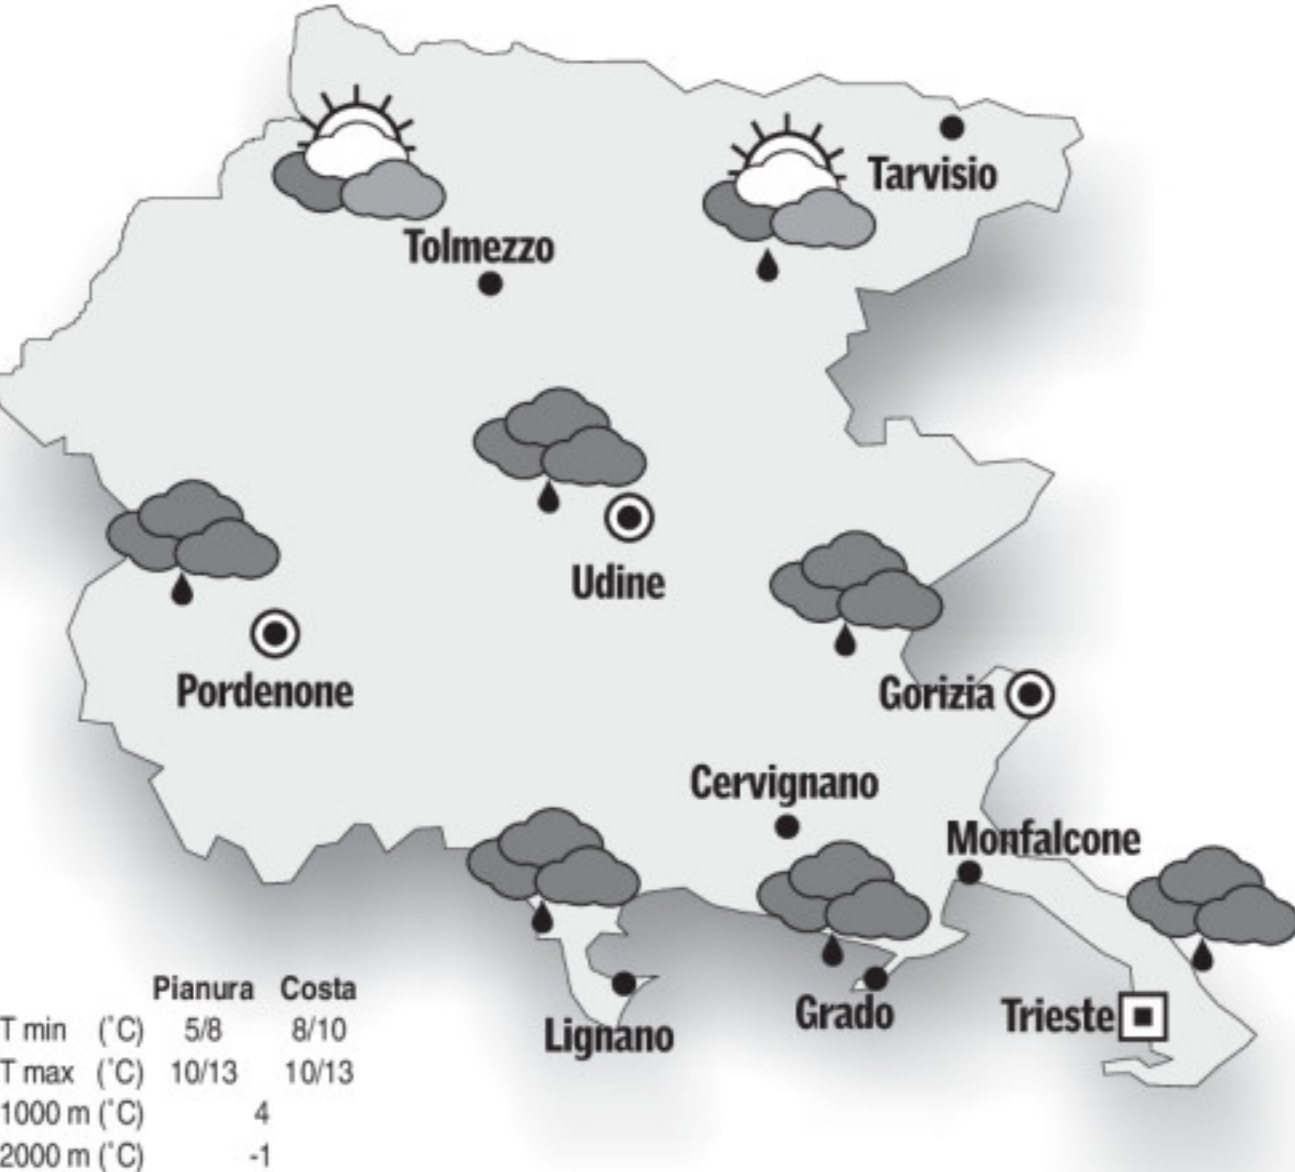 Tarvisio
Tolmezzo
Udine
Pordenone
Gorizia
Cervignano
Monfalcone
Grado
Trieste
Lignano
Pianura Costa
T min (˚C) 5/8 8/10
T max (˚C) 10/13 10/13
1000 m (˚C) 4
2000 m (˚C) -1